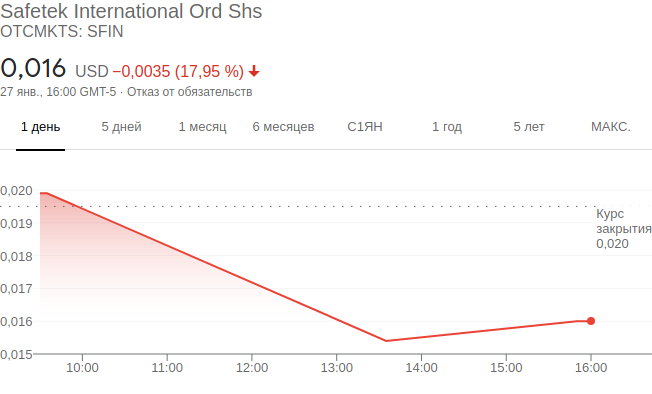 Safetek International Ord Shs
OTCMKTS: SFIN
0,016 USD −0,0035 (17,95 %)
27 янв., 16:00 GMT-5 · Отказ от обязательств
1 день 5 дней 1 месяц 6 месяцев С1ЯН 1 год 5 лет МАКС.
0,020
0,019
0,018
0,017
0,016
0,015
Курс
закрытия
0,020
10:00 11:00 12:00 13:00 14:00 15:00 16:00